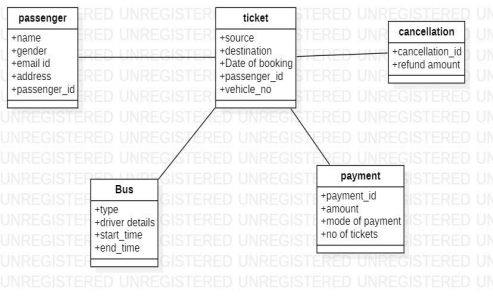 passenger
+name
+gender
+email id
+address
+passenger_id
ticket
+source
+destination
+Date of booking
+passenger_id
+vehicle_no
cancellation
+cancellation_id
+refund amount
Bus
+type
+driver details
+start_time
+end_time
payment
+payment_id
+amount
+mode of payment
+no of tickets
UNREGISTERED